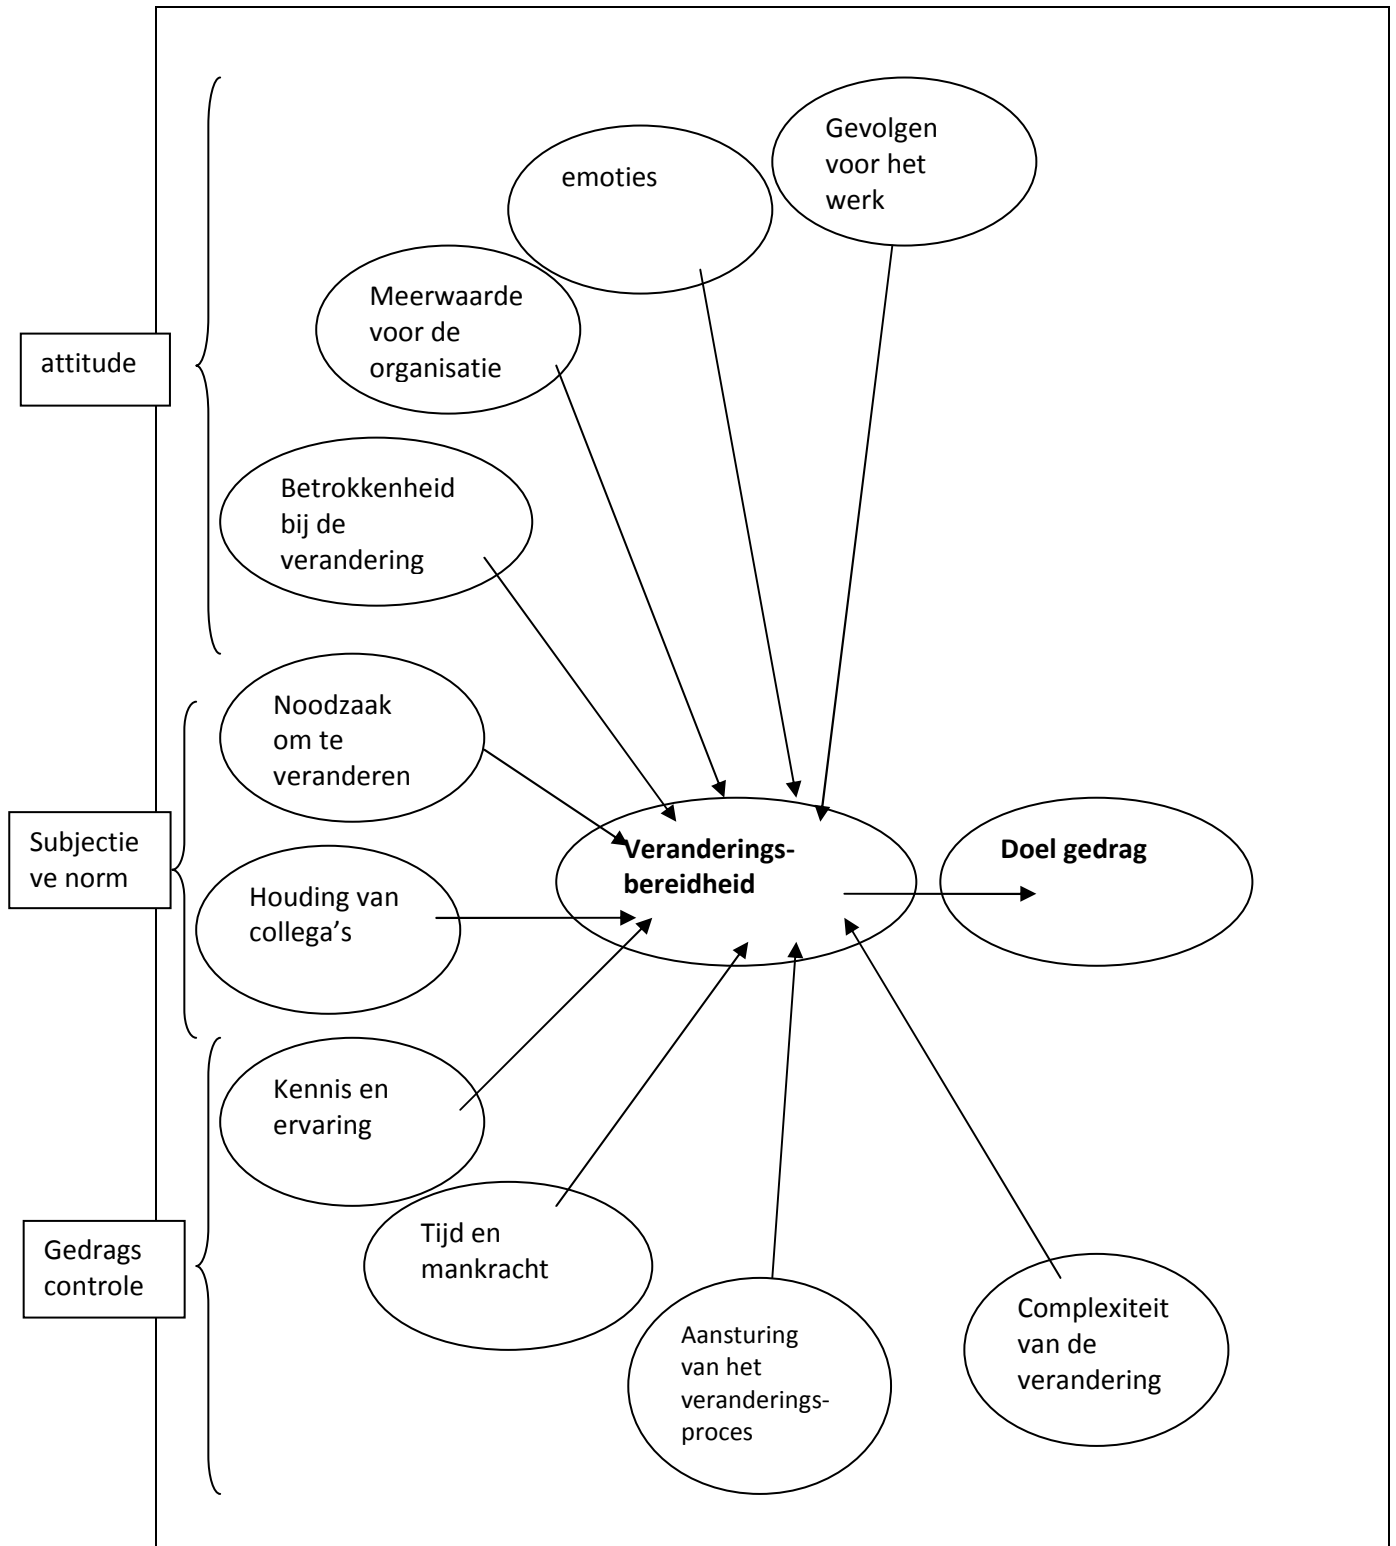 Gevolgen
voor het
werk
emoties
Meerwaarde
voor de
organisatie
attitude
Betrokkenheid
bij de
verandering
Noodzaak
om te
veranderen
Subjectie
ve norm
Veranderings-
bereidheid
Doel gedrag
Houding van
collega’s
Kennis en
ervaring
Tijd en
mankracht
Gedrags
controle
Aansturing
van het
veranderings-
proces
Complexiteit
van de
verandering